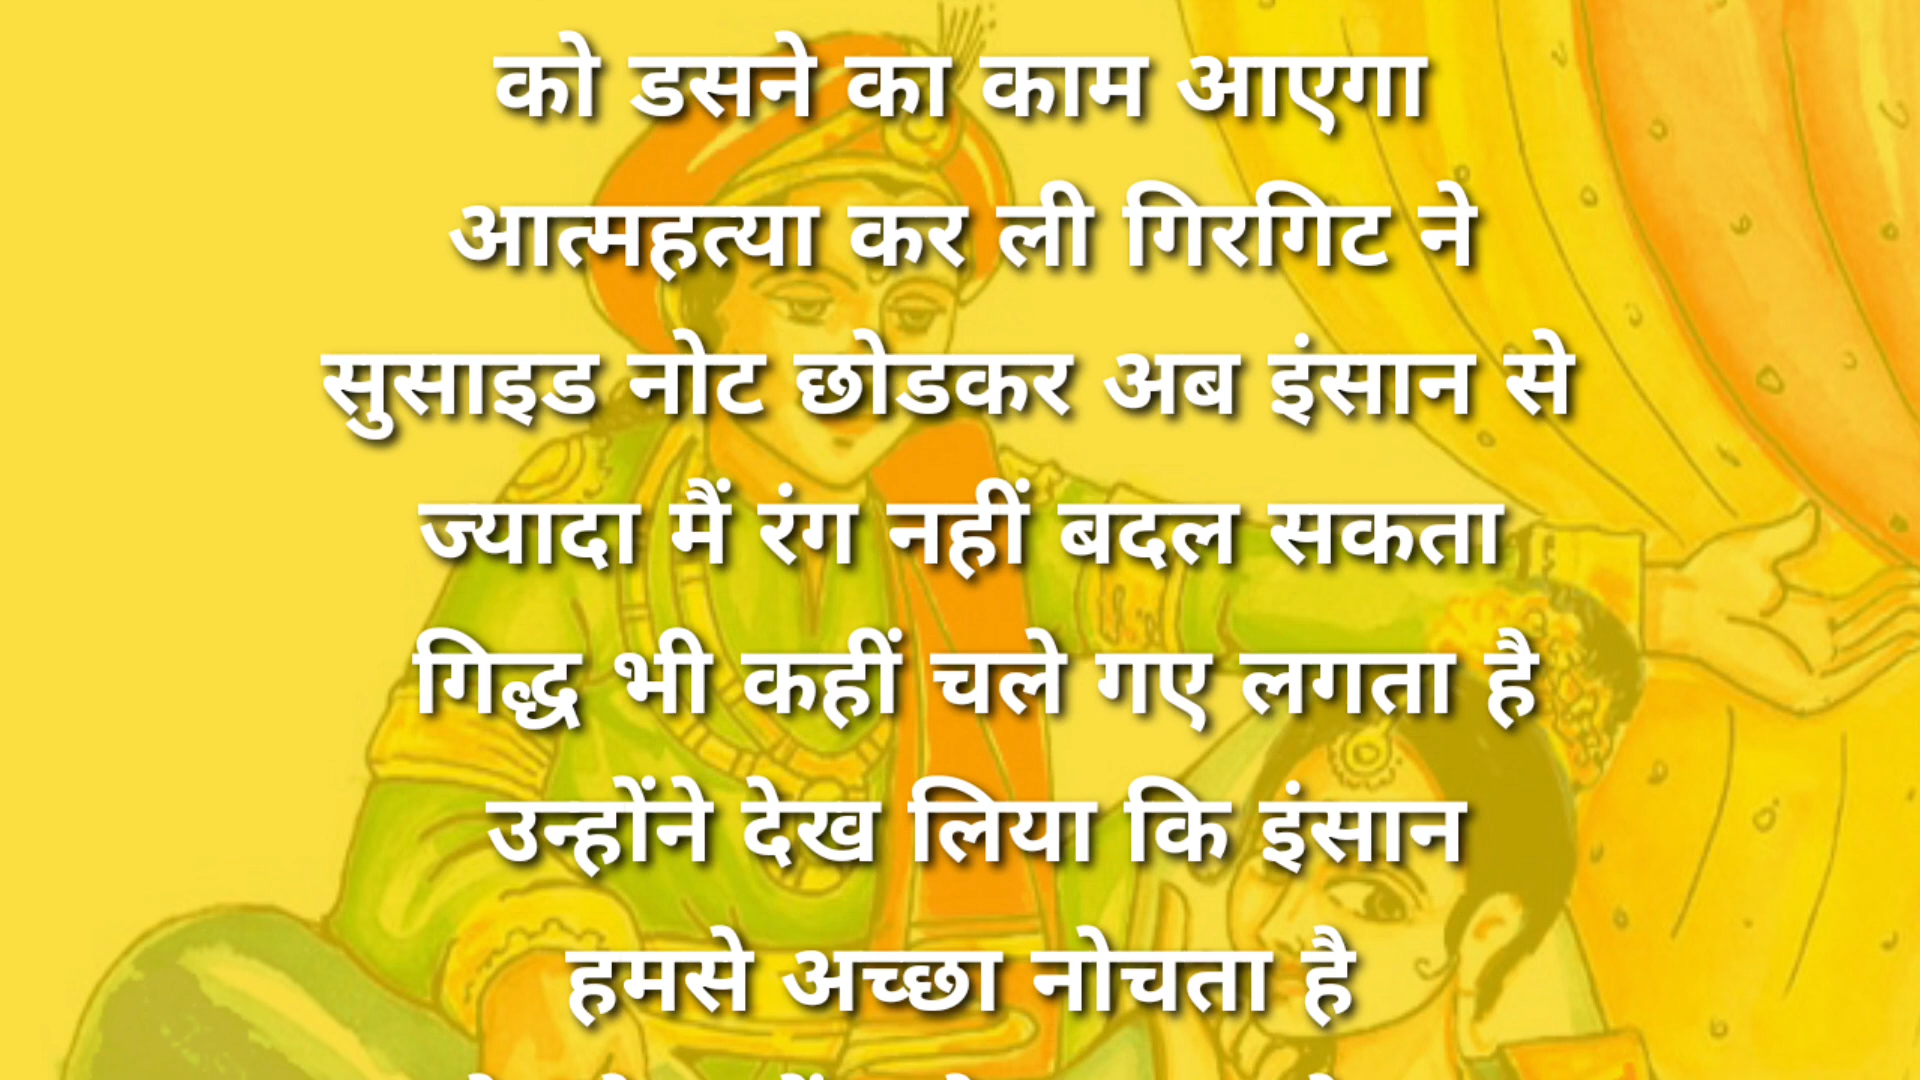 को डसने का काम आएगा
आत्महत्या कर ली गिरगिट ने
सुसाइड नोट छोडकर अब इंसान से
ज्यादा मैं रंग नहीं बदल सकता
गिद्ध भी कहीं चले गए लगता है
उन्होंने देख लिया कि इंसान
हमसे अच्छा नोचता है